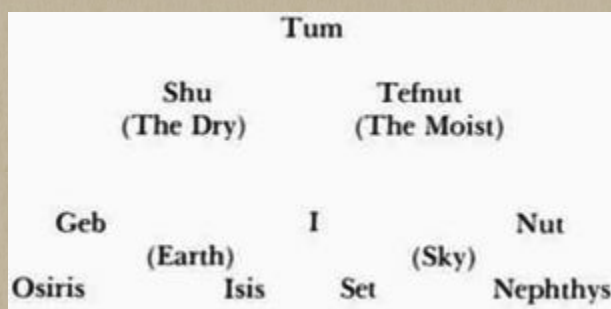 Tum
Shu Tefnut
(The Dry) (The Moist)
Geb I Nut
(Earth) (Sky)
Osiris Isis Set Nephthys